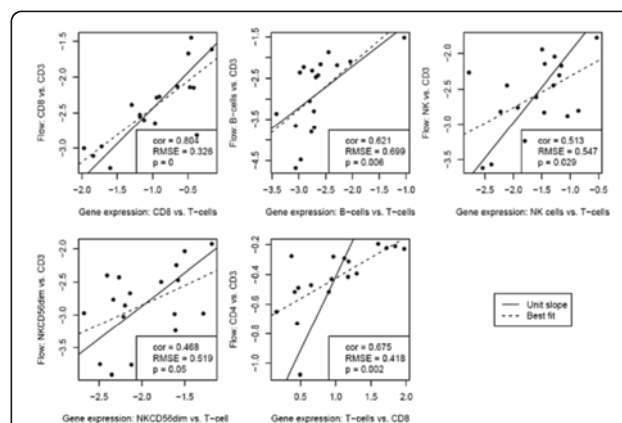 Flow: CD8 vs. CD3
-1.5
-2.0
-2.5
-3.0
cor = 0.804
RMSE = 0.326
p = 0
-2.0 -1.5 -1.0 -0.5
Gene expression: CD8 vs. T-cells
Flow: B-cells vs. CD3
-1.5
-2.5
-3.5
-4.5
cor = 0.621
RMSE = 0.699
p = 0.006
-3.5 -3.0 -2.5 -2.0 -1.5 -1.0
Gene expression: B-cells vs. T-cells
Flow: NK vs. CD3
-2.0
-2.5
-3.0
-3.5
cor = 0.513
RMSE = 0.547
p = 0.029
-2.5 -2.0 -1.5 -1.0 -0.5
Gene expression: NK cells vs. T-cells
Flow: NKCD56dim vs. CD3
-2.0
-2.5
-3.0
-3.5
cor = 0.468
RMSE = 0.519
p = 0.05
-2.5 -2.0 -1.5
Gene expression: NKCD56dim vs. T-cell
Flow: CD4 vs. CD3
-0.2
-0.4
-0.6
-0.8
-1.0
cor = 0.675
RMSE = 0.418
p = 0.002
0.5 1.0 1.5 2.0
Gene expression: T-cells vs. CD8
Unit slope
Best fit